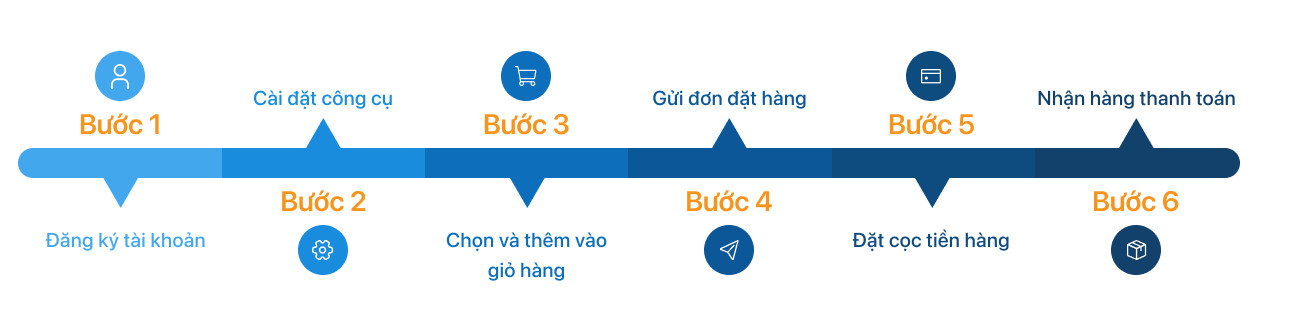 Bước 1
Đăng ký tài khoản
Cài đặt công cụ
Bước 2
Bước 3
Chọn và thêm vào
giỏ hàng
Gửi đơn đặt hàng
Bước 4
Bước 5
Đặt cọc tiền hàng
Nhận hàng thanh toán
Bước 6